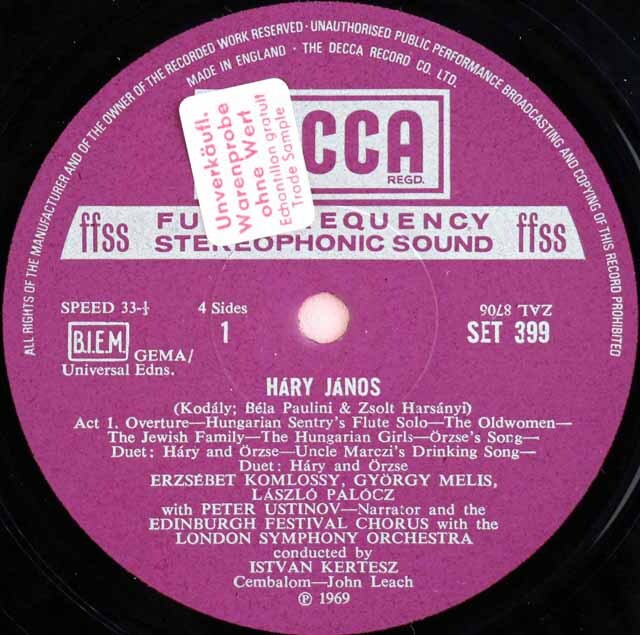 ALL RIGHTS OF THE MANUFACTURER AND OF THE OWNER OF THE RECORDED WORK RESERVED · UNAUTHORISED PUBLIC PERFORMANCE BROADCASTING AND COPYING OF THIS RECORD PROHIBITED
MADE IN ENGLAND · THE DECCA RECORD CO. LTD.
Unverkäufl.
Warenprobe
ohne Wert
Echantillon gratuit
Trade Sample
CCA
REGD.
ffss FU EQUENCY ffss
STEREOPHONIC SOUND
SPEED 33-⅓
4 Sides
ZAL 8706
1
SET 399
B.I.E.M.
GEMA/
Universal Edns.
HÁRY JÁNOS
(Kodály; Béla Paulini & Zsolt Harsányi)
Act 1. Overture—Hungarian Sentry's Flute Solo—The Oldwomen—
The Jewish Family—The Hungarian Girls—Örzse's Song—
Duet: Háry and Örzse—Uncle Marczi's Drinking Song—
Duet: Háry and Örzse
ERZSÉBET KOMLOSSY, GYÖRGY MELIS,
LÁSZLÓ PALÓCZ
with PETER USTINOV—Narrator and the
EDINBURGH FESTIVAL CHORUS with the
LONDON SYMPHONY ORCHESTRA
conducted by
ISTVAN KERTESZ
Cembalom—John Leach
℗ 1969